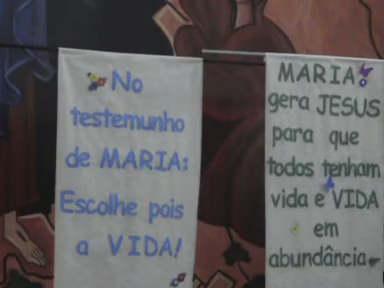 No
testemunho
de MARIA:
Escolhe pois
a VIDA!
MARIA:
gera JESUS
para que
todos tenham
vida e VIDA
em
abundância